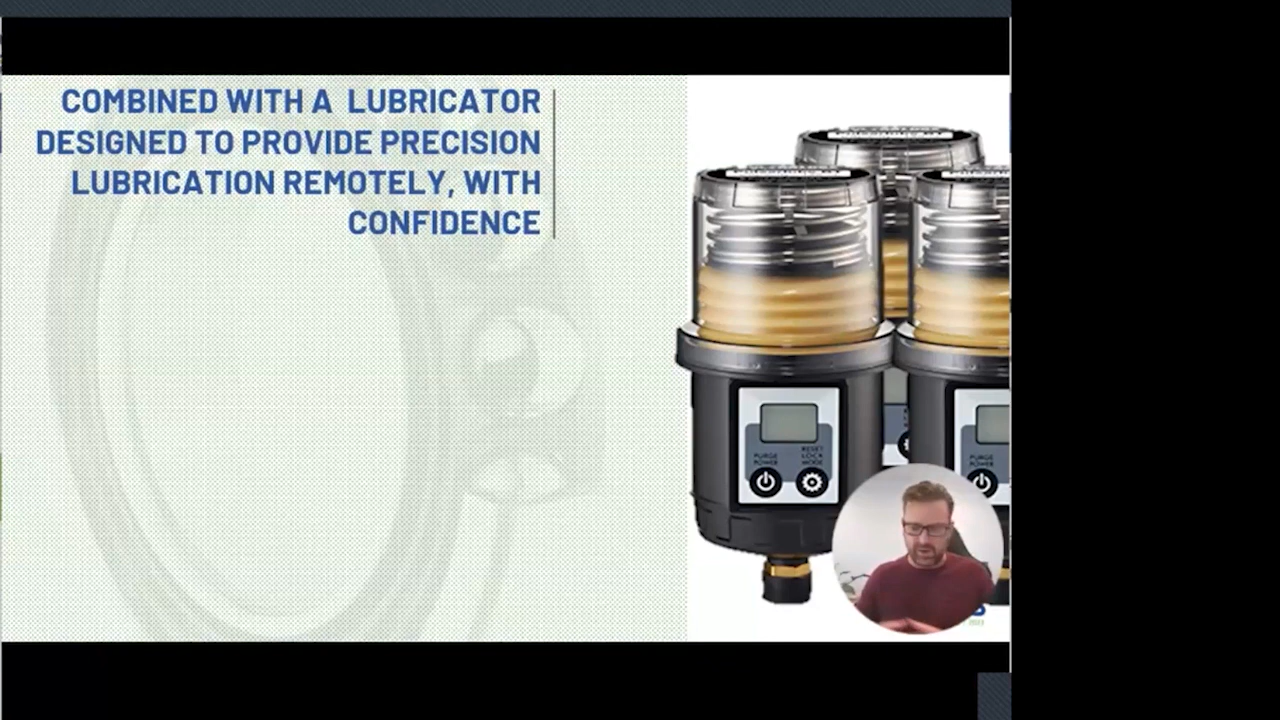 COMBINED WITH A LUBRICATOR
DESIGNED TO PROVIDE PRECISION
LUBRICATION REMOTELY, WITH
CONFIDENCE
PURGE
POWER
RESET
LOCK
MODE
PURGE
POWER